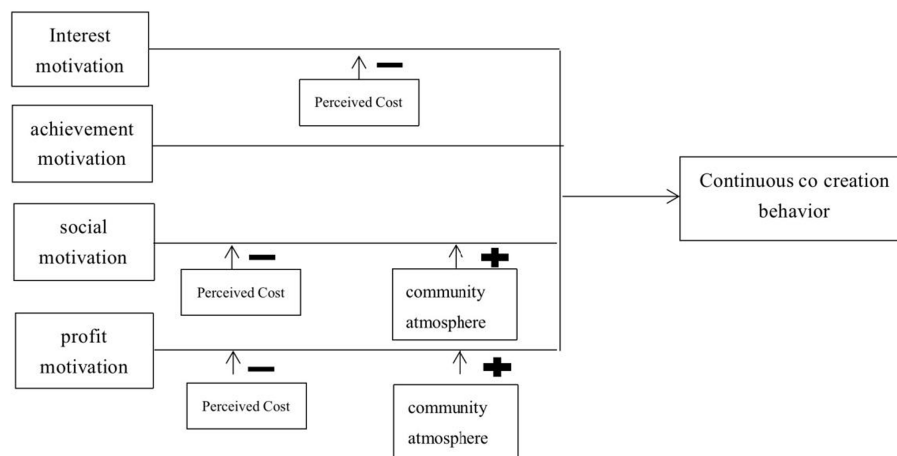 Interest
motivation
Perceived Cost
achievement
motivation
Continuous co creation
behavior
social
motivation
Perceived Cost
community
atmosphere
profit
motivation
Perceived Cost
community
atmosphere